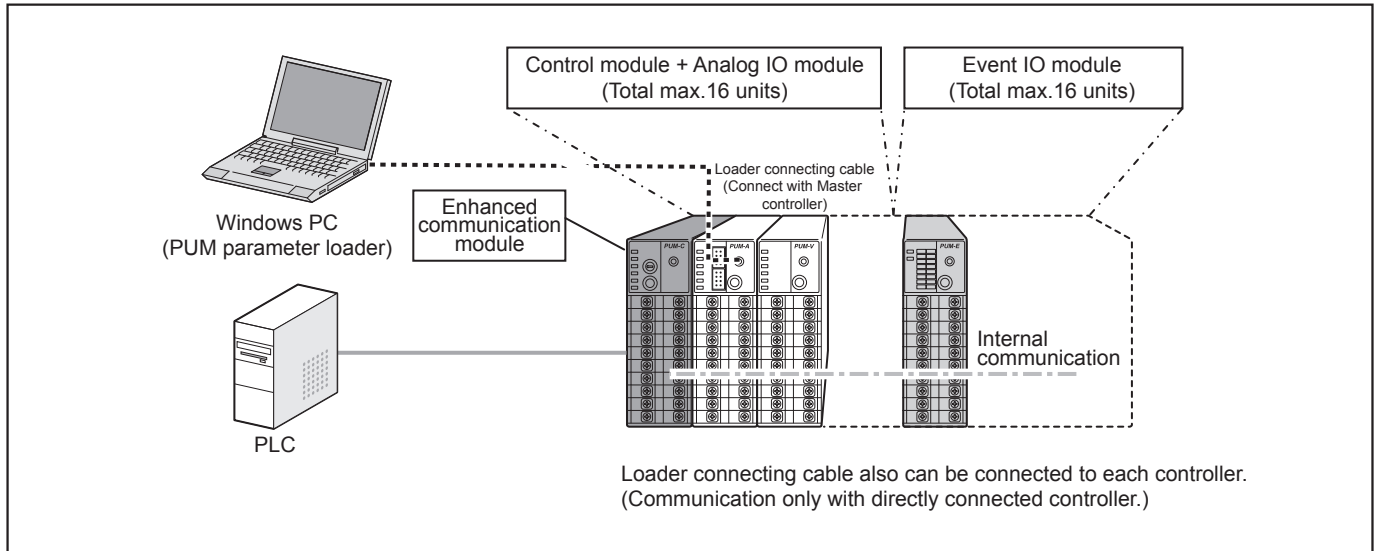 Control module + Analog IO module
(Total max.16 units)
Event IO module
(Total max.16 units)
Loader connecting cable
(Connect with Master
controller)
Windows PC
(PUM parameter loader)
Enhanced
communication
module
PUM-C
PUM-A
PUM-V
PUM-E
Internal
communication
PLC
Loader connecting cable also can be connected to each controller.
(Communication only with directly connected controller.)